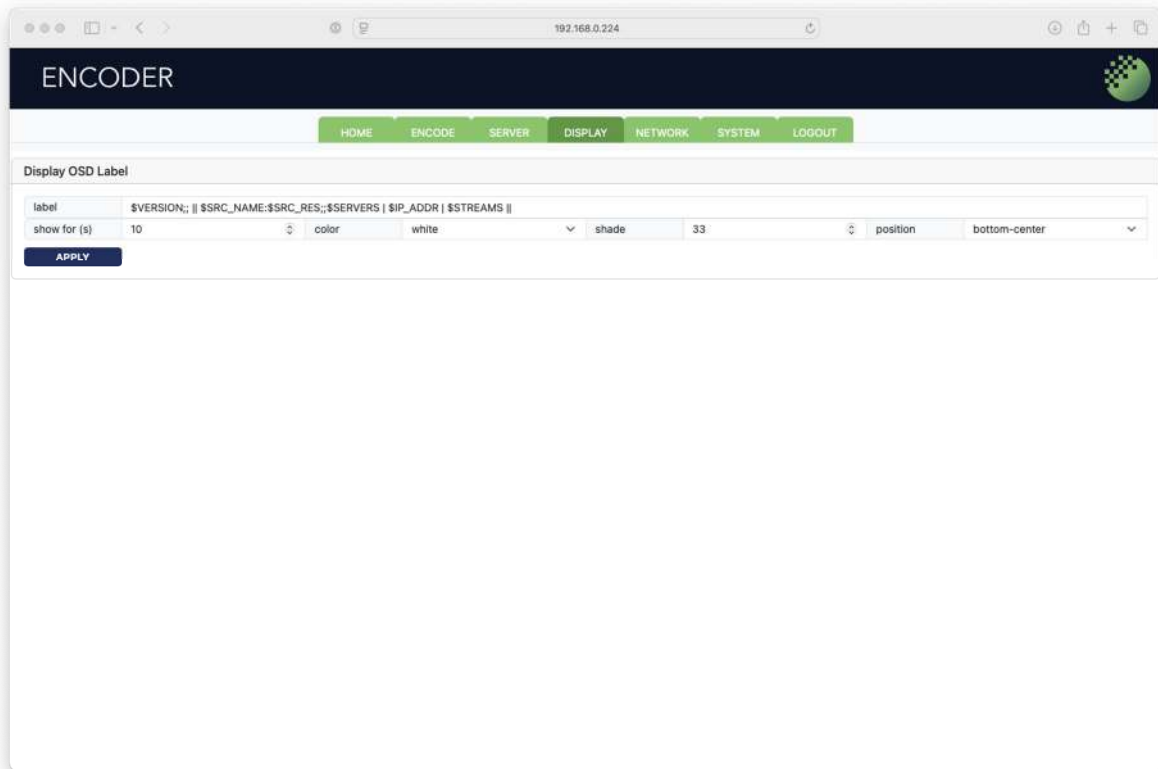 192.168.0.224
ENCODER
HOME ENCODE SERVER DISPLAY NETWORK SYSTEM LOGOUT
Display OSD Label
label $VERSION;; || $SRC_NAME:$SRC_RES;;$SERVERS | $IP_ADDR | $STREAMS ||
show for (s) 10 color white shade 33 position bottom-center
APPLY